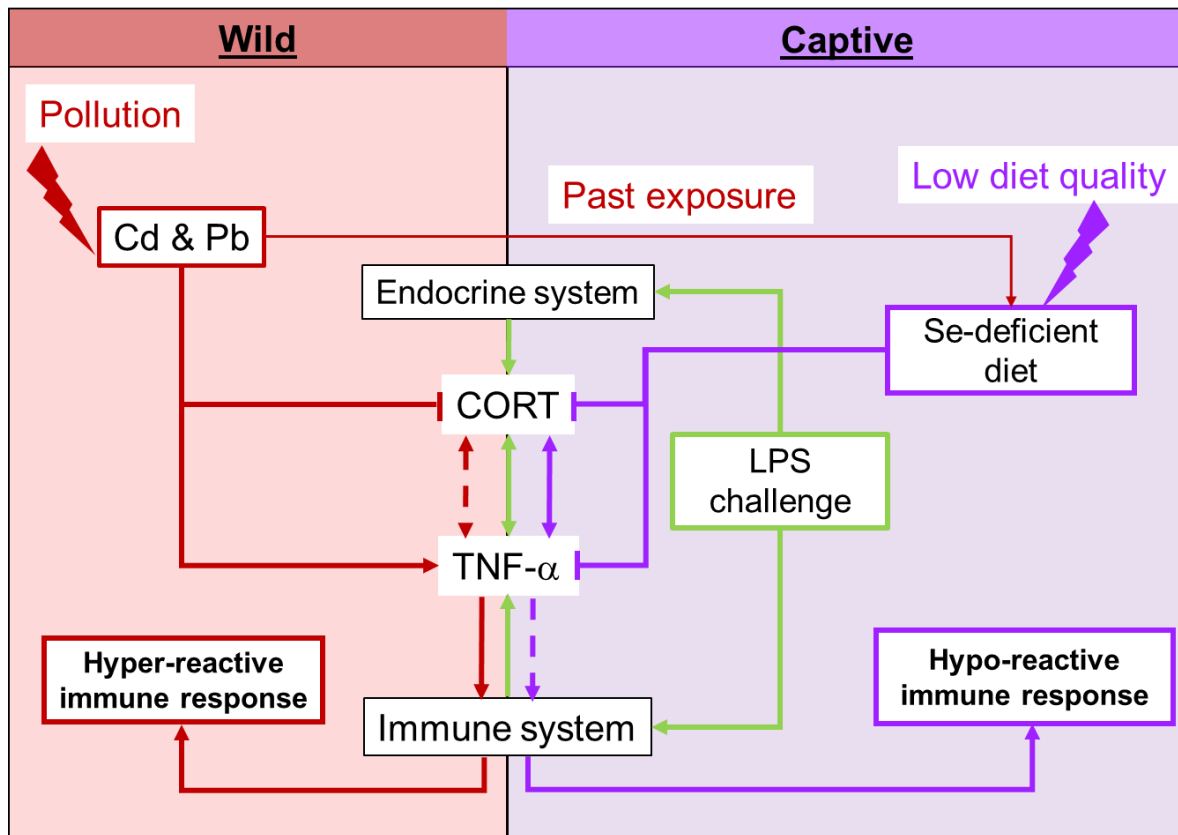 Wild
Captive
Pollution
Low diet quality
Past exposure
Cd & Pb
Endocrine system
Se-deficient
diet
CORT
LPS
challenge
TNF-α
Hyper-reactive
immune response
Hypo-reactive
immune response
Immune system